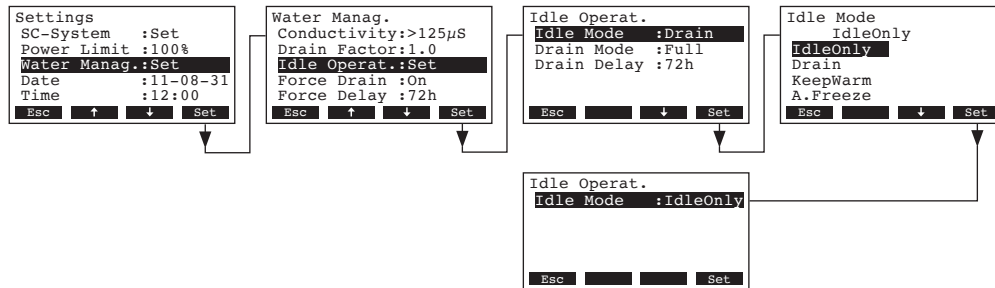 Settings
SC-System :Set
Power Limit :100%
Water Manag.:Set
Date :11-08-31
Time :12:00
Esc ↑ ↓ Set
Water Manag.
Conductivity:>125µS
Drain Factor:1.0
Idle Operat.:Set
Force Drain :On
Force Delay :72h
Esc ↑ ↓ Set
Idle Operat.
Idle Mode :Drain
Drain Mode :Full
Drain Delay :72h
Esc ↓ Set
Idle Mode
IdleOnly
IdleOnly
Drain
KeepWarm
A.Freeze
Esc ↓ Set
Idle Operat.
Idle Mode :IdleOnly
Esc Set